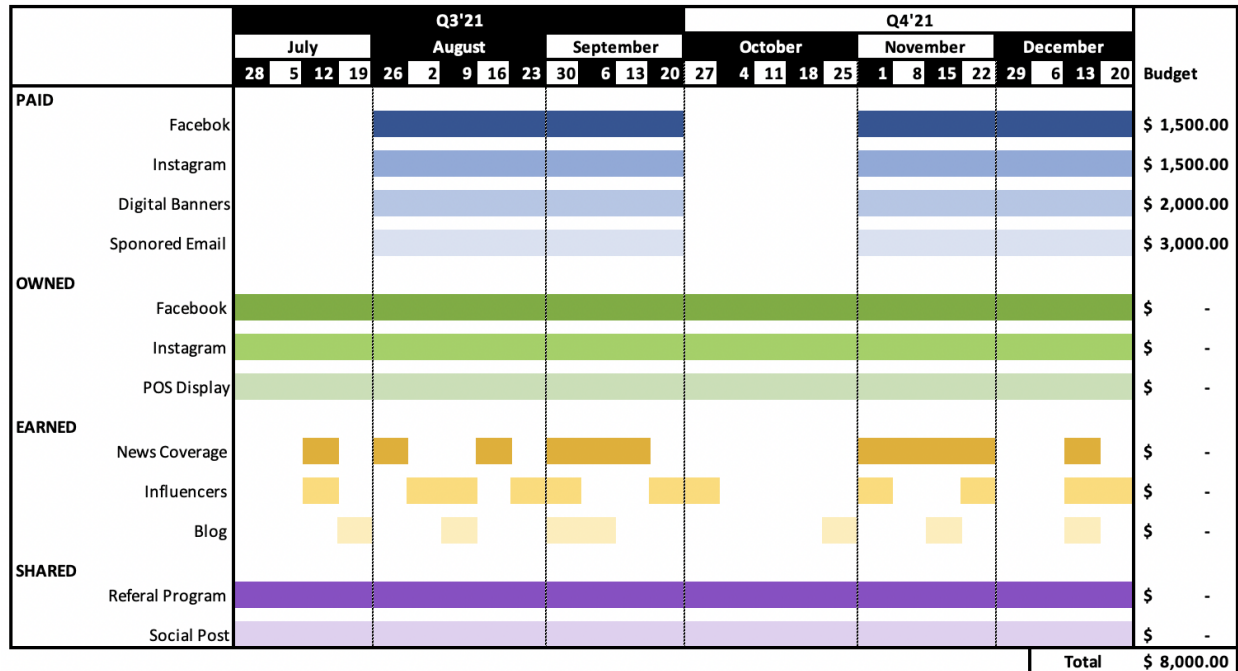 Q3'21 Q4'21
July August September October November December
28 5 12 19 26 2 9 16 23 30 6 13 20 27 4 11 18 25 1 8 15 22 29 6 13 20 Budget
PAID
Facebok $ 1,500.00
Instagram $ 1,500.00
Digital Banners $ 2,000.00
Sponored Email $ 3,000.00
OWNED
Facebook $ -
Instagram $ -
POS Display $ -
EARNED
News Coverage $ -
Influencers $ -
Blog $ -
SHARED
Referal Program $ -
Social Post $ -
Total $ 8,000.00